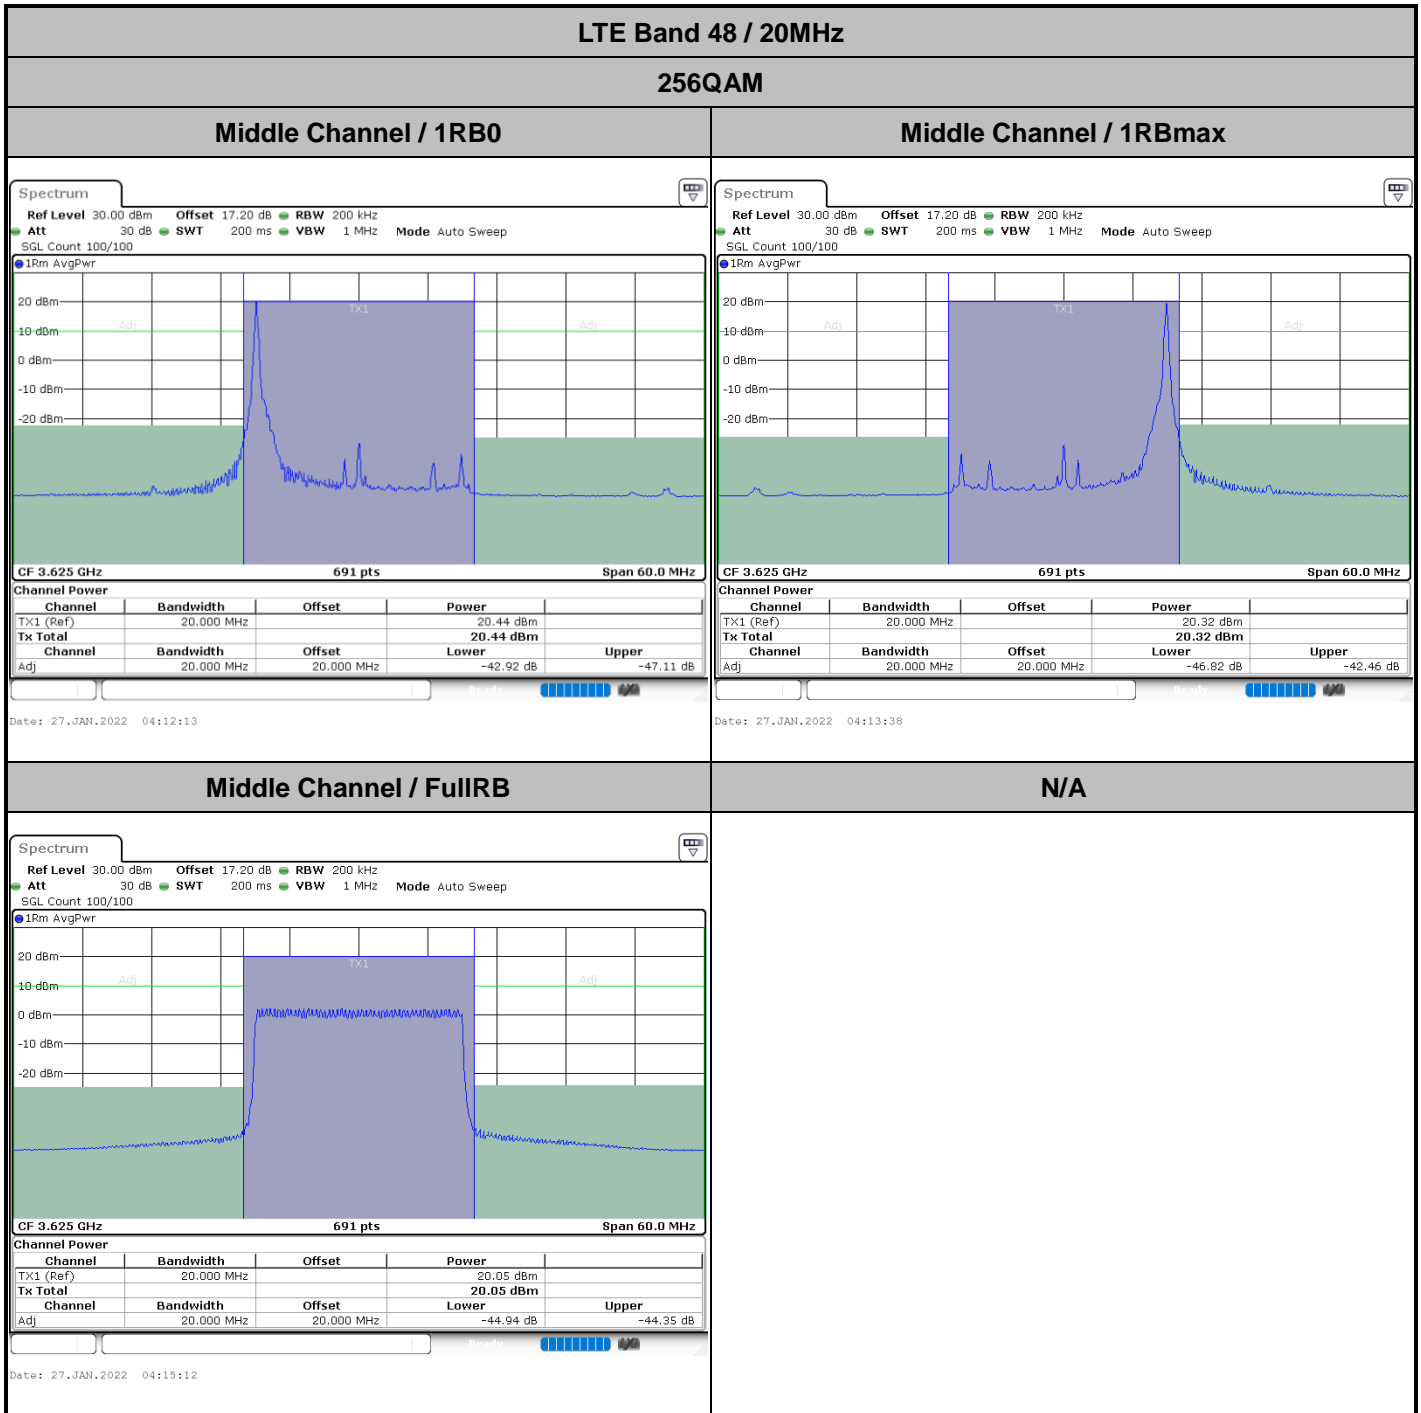 LTE Band 48 / 20MHz
256QAM
Middle Channel / 1RB0
Middle Channel / 1RBmax
Spectrum
Ref Level 30.00 dBm Offset 17.20 dB RBW 200 kHz
Att 30 dB SWT 200 ms VBW 1 MHz Mode Auto Sweep
SGL Count 100/100
1Rm AvgPwr
TX1
20 dBm
Adj
Adj
10 dBm
0 dBm
-10 dBm
-20 dBm
CF 3.625 GHz 691 pts Span 60.0 MHz
Channel Power
Channel Bandwidth Offset Power
TX1 (Ref) 20.000 MHz 20.44 dBm
Tx Total 20.44 dBm
Channel Bandwidth Offset Lower Upper
Adj 20.000 MHz 20.000 MHz -42.92 dB -47.11 dB
Ready
Date: 27.JAN.2022 04:12:13
Spectrum
Ref Level 30.00 dBm Offset 17.20 dB RBW 200 kHz
Att 30 dB SWT 200 ms VBW 1 MHz Mode Auto Sweep
SGL Count 100/100
1Rm AvgPwr
TX1
20 dBm
Adj
Adj
10 dBm
0 dBm
-10 dBm
-20 dBm
CF 3.625 GHz 691 pts Span 60.0 MHz
Channel Power
Channel Bandwidth Offset Power
TX1 (Ref) 20.000 MHz 20.32 dBm
Tx Total 20.32 dBm
Channel Bandwidth Offset Lower Upper
Adj 20.000 MHz 20.000 MHz -46.82 dB -42.46 dB
Ready
Date: 27.JAN.2022 04:13:38
Middle Channel / FullRB
N/A
Spectrum
Ref Level 30.00 dBm Offset 17.20 dB RBW 200 kHz
Att 30 dB SWT 200 ms VBW 1 MHz Mode Auto Sweep
SGL Count 100/100
1Rm AvgPwr
TX1
20 dBm
Adj
Adj
10 dBm
0 dBm
-10 dBm
-20 dBm
CF 3.625 GHz 691 pts Span 60.0 MHz
Channel Power
Channel Bandwidth Offset Power
TX1 (Ref) 20.000 MHz 20.05 dBm
Tx Total 20.05 dBm
Channel Bandwidth Offset Lower Upper
Adj 20.000 MHz 20.000 MHz -44.94 dB -44.35 dB
Ready
Date: 27.JAN.2022 04:15:12